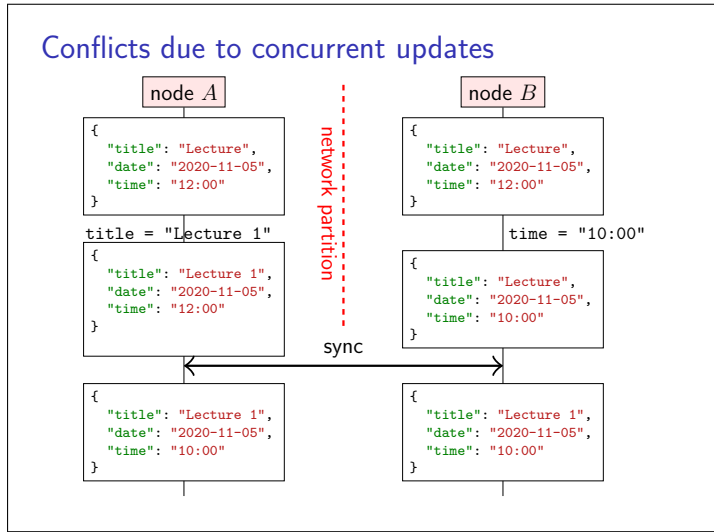 Conflicts due to concurrent updates
node A
node B
network partition
{
"title": "Lecture",
"date": "2020-11-05",
"time": "12:00"
}
{
"title": "Lecture",
"date": "2020-11-05",
"time": "12:00"
}
title = "Lecture 1"
time = "10:00"
{
"title": "Lecture 1",
"date": "2020-11-05",
"time": "12:00"
}
{
"title": "Lecture",
"date": "2020-11-05",
"time": "10:00"
}
sync
{
"title": "Lecture 1",
"date": "2020-11-05",
"time": "10:00"
}
{
"title": "Lecture 1",
"date": "2020-11-05",
"time": "10:00"
}